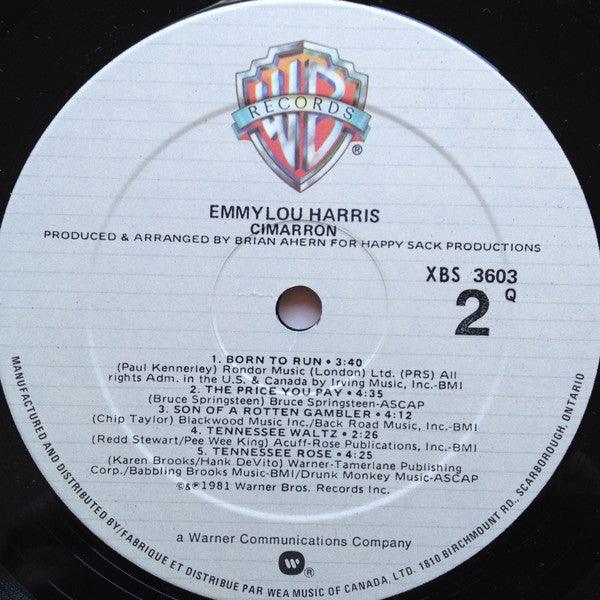 WB
RECORDS
®
EMMYLOU HARRIS
CIMARRON
PRODUCED & ARRANGED BY BRIAN AHERN FOR HAPPY SACK PRODUCTIONS
XBS 3603
2 Q
1. BORN TO RUN • 3:40
(Paul Kennerley) Rondor Music (London) Ltd. (PRS) All
rights Adm. in the U.S. & Canada by Irving Music, Inc.-BMI
2. THE PRICE YOU PAY • 4:35
(Bruce Springsteen) Bruce Springsteen-ASCAP
3. SON OF A ROTTEN GAMBLER • 4:12
(Chip Taylor) Blackwood Music Inc./Back Road Music, Inc.-BMI
4. TENNESSEE WALTZ • 2:26
(Redd Stewart/Pee Wee King) Acuff-Rose Publications, Inc.-BMI
5. TENNESSEE ROSE • 4:25
(Karen Brooks/Hank DeVito) Warner-Tamerlane Publishing
Corp./Babbling Brooks Music-BMI/Drunk Monkey Music-ASCAP
©&℗1981 Warner Bros. Records Inc.
a Warner Communications Company
®
MANUFACTURED AND DISTRIBUTED BY/FABRIQUE ET DISTRIBUE PAR WEA MUSIC OF CANADA, LTD. 1810 BIRCHMOUNT RD., SCARBOROUGH, ONTARIO